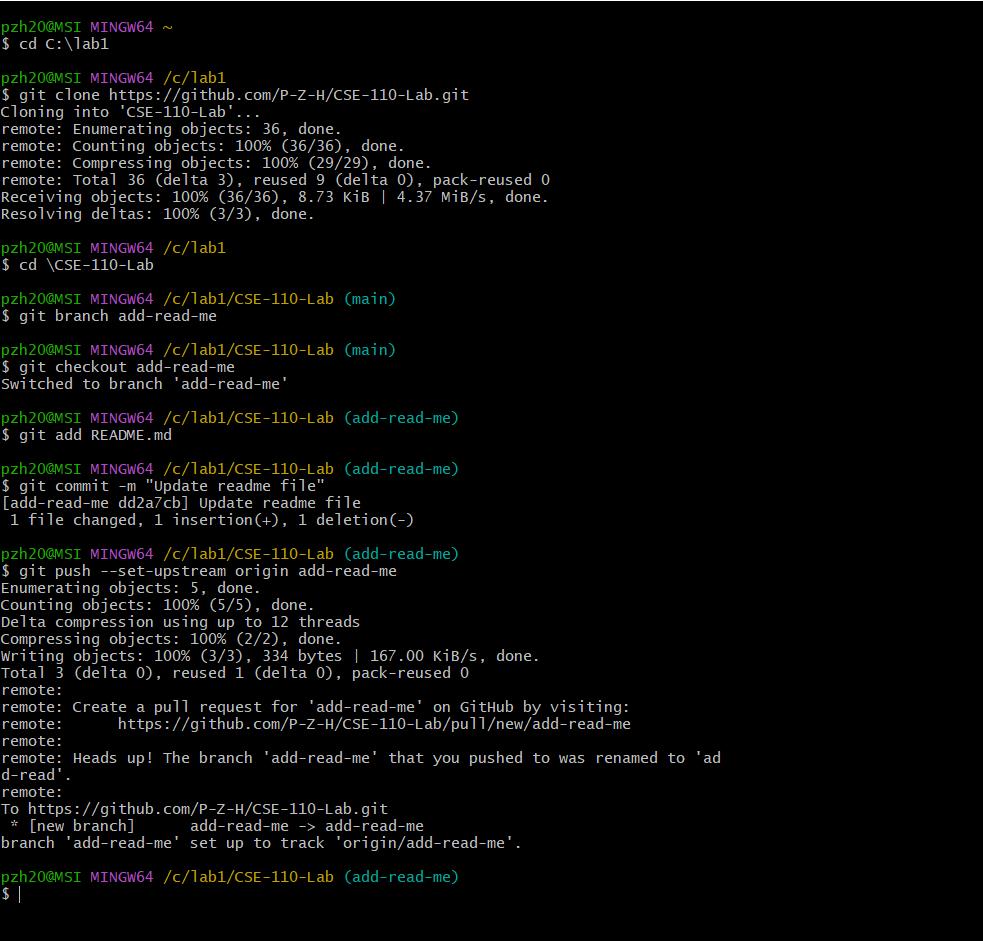 pzh20@MSI MINGW64 ~
$ cd C:\lab1
pzh20@MSI MINGW64 /c/lab1
$ git clone https://github.com/P-Z-H/CSE-110-Lab.git
Cloning into 'CSE-110-Lab'...
remote: Enumerating objects: 36, done.
remote: Counting objects: 100% (36/36), done.
remote: Compressing objects: 100% (29/29), done.
remote: Total 36 (delta 3), reused 9 (delta 0), pack-reused 0
Receiving objects: 100% (36/36), 8.73 KiB | 4.37 MiB/s, done.
Resolving deltas: 100% (3/3), done.
pzh20@MSI MINGW64 /c/lab1
$ cd \CSE-110-Lab
pzh20@MSI MINGW64 /c/lab1/CSE-110-Lab (main)
$ git branch add-read-me
pzh20@MSI MINGW64 /c/lab1/CSE-110-Lab (main)
$ git checkout add-read-me
Switched to branch 'add-read-me'
pzh20@MSI MINGW64 /c/lab1/CSE-110-Lab (add-read-me)
$ git add README.md
pzh20@MSI MINGW64 /c/lab1/CSE-110-Lab (add-read-me)
$ git commit -m "Update readme file"
[add-read-me dd2a7cb] Update readme file
 1 file changed, 1 insertion(+), 1 deletion(-)
pzh20@MSI MINGW64 /c/lab1/CSE-110-Lab (add-read-me)
$ git push --set-upstream origin add-read-me
Enumerating objects: 5, done.
Counting objects: 100% (5/5), done.
Delta compression using up to 12 threads
Compressing objects: 100% (2/2), done.
Writing objects: 100% (3/3), 334 bytes | 167.00 KiB/s, done.
Total 3 (delta 0), reused 1 (delta 0), pack-reused 0
remote:
remote: Create a pull request for 'add-read-me' on GitHub by visiting:
remote:      https://github.com/P-Z-H/CSE-110-Lab/pull/new/add-read-me
remote:
remote: Heads up! The branch 'add-read-me' that you pushed to was renamed to 'ad
d-read'.
remote:
To https://github.com/P-Z-H/CSE-110-Lab.git
 * [new branch]      add-read-me -> add-read-me
branch 'add-read-me' set up to track 'origin/add-read-me'.
pzh20@MSI MINGW64 /c/lab1/CSE-110-Lab (add-read-me)
$